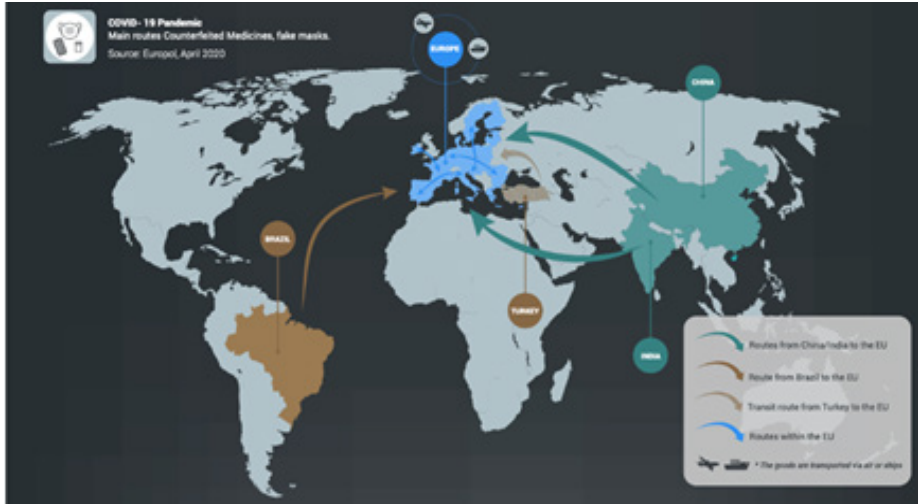 COVID- 19 Pandemic
Main routes Counterfeited Medicines, fake masks.
Source: Europol, April 2020
EUROPE
CHINA
BRAZIL
TURKEY
INDIA
Routes from China/India to the EU
Route from Brazil to the EU
Transit route from Turkey to the EU
Routes within the EU
* The goods are transported via air or ships